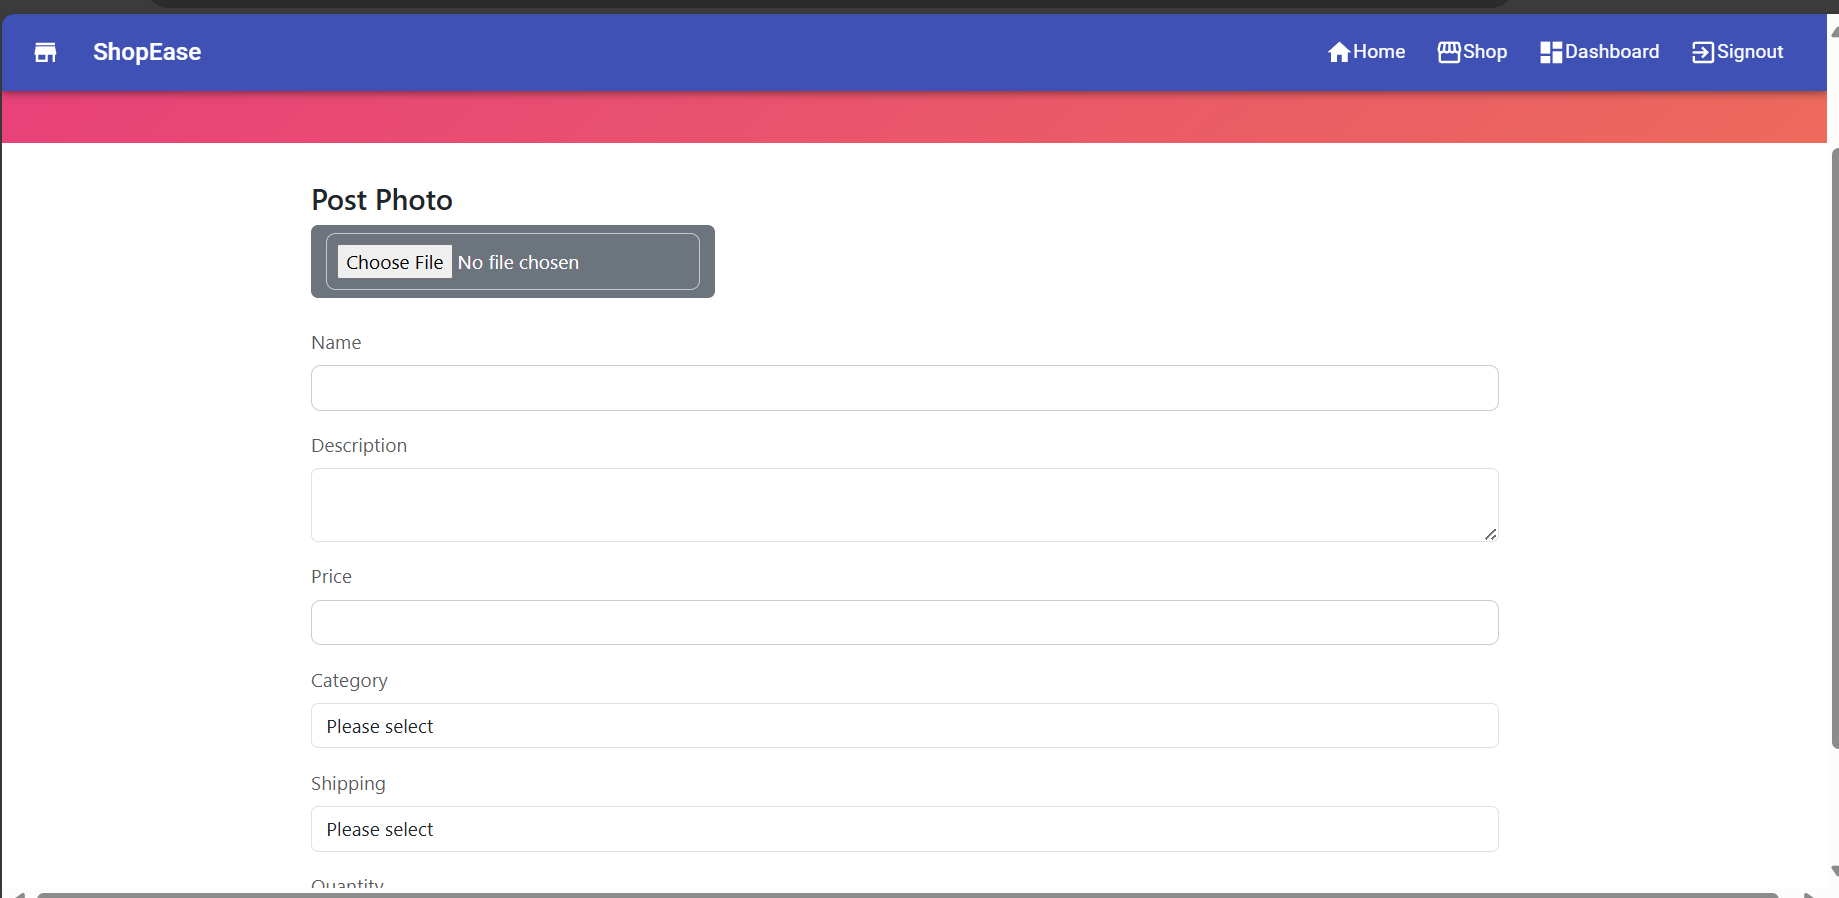 ShopEase
Home Shop Dashboard Signout
Post Photo
Choose File No file chosen
Name
Description
Price
Category
Please select
Shipping
Please select
Quantity